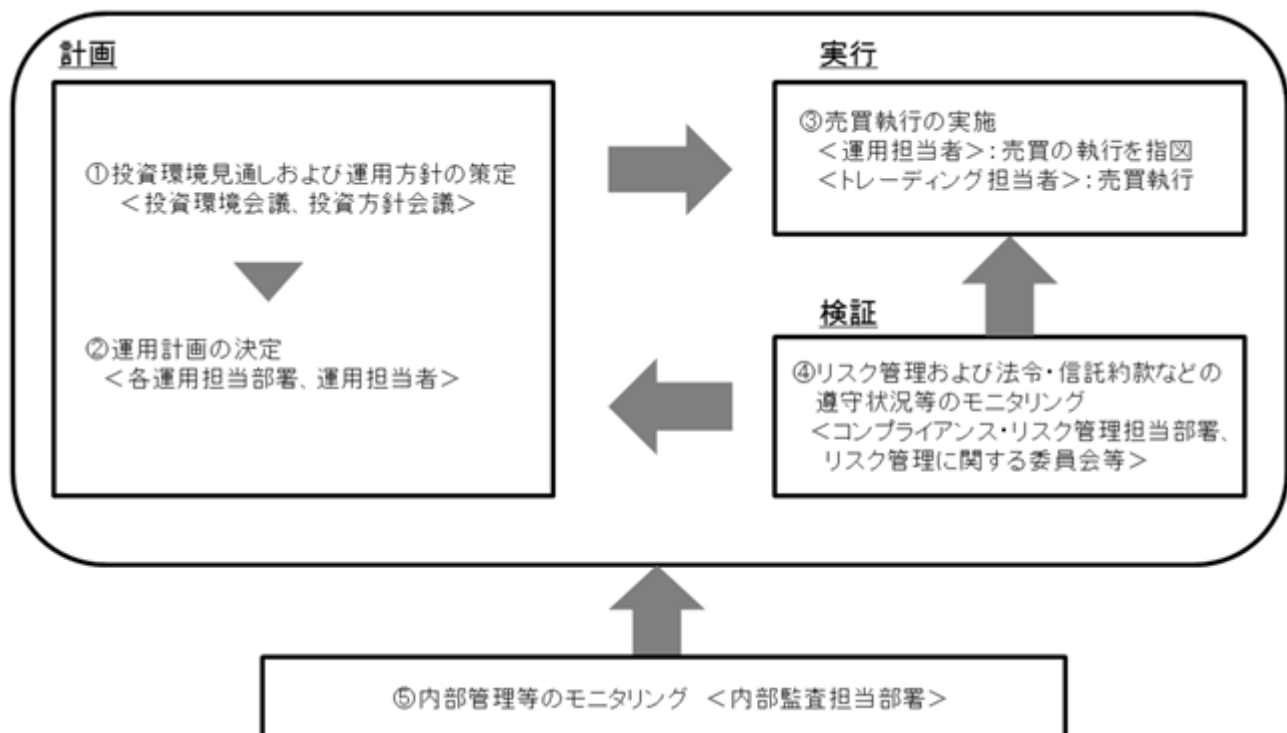 計画
①投資環境見通しおよび運用方針の策定
＜投資環境会議、投資方針会議＞
②運用計画の決定
＜各運用担当部署、運用担当者＞
実行
③売買執行の実施
＜運用担当者＞：売買の執行を指図
＜トレーディング担当者＞：売買執行
検証
④リスク管理および法令・信託約款などの
遵守状況等のモニタリング
＜コンプライアンス・リスク管理担当部署、
リスク管理に関する委員会等＞
⑤内部管理等のモニタリング ＜内部監査担当部署＞